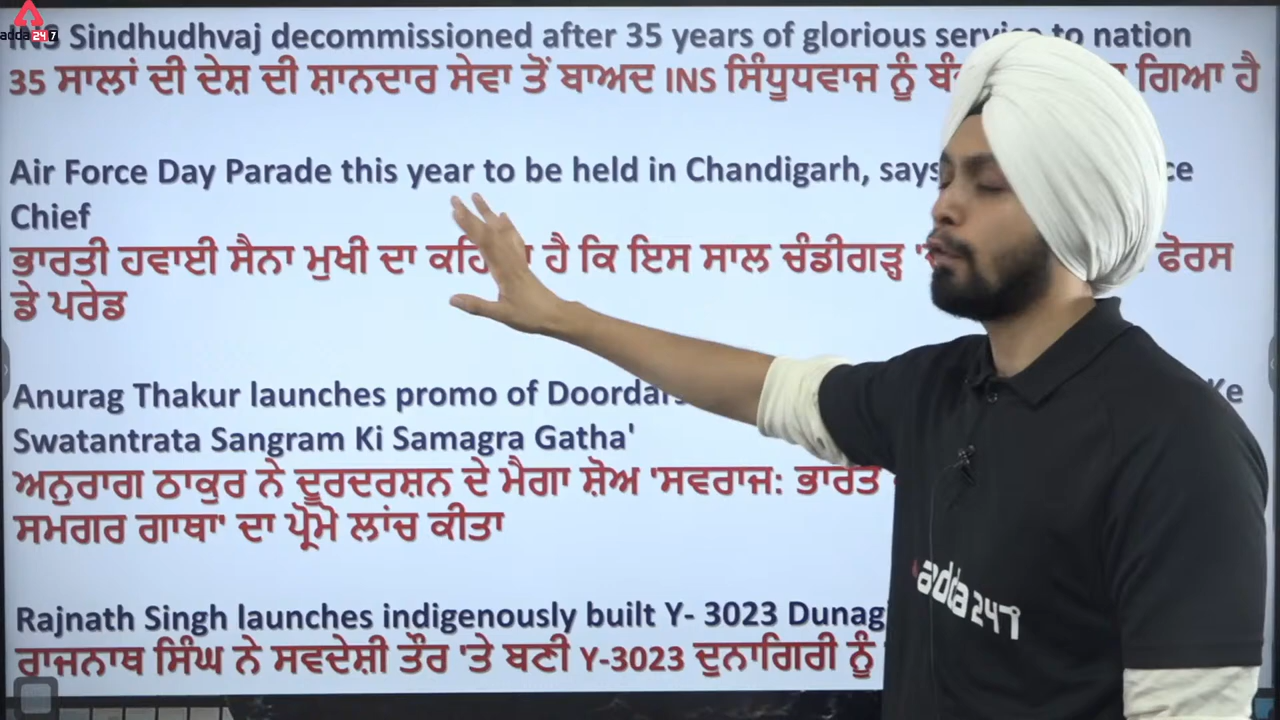 adda 24 7
INS Sindhudhvaj decommissioned after 35 years of glorious service to nation
35 ਸਾਲਾਂ ਦੀ ਦੇਸ਼ ਦੀ ਸ਼ਾਨਦਾਰ ਸੇਵਾ ਤੋਂ ਬਾਅਦ INS ਸਿੰਧੂਧਵਾਜ ਨੂੰ ਗਿਆ ਹੈ
Air Force Day Parade this year to be held in Chandigarh, says
Chief
ਭਾਰਤੀ ਹਵਾਈ ਸੈਨਾ ਮੁਖੀ ਦਾ ਹੈ ਕਿ ਇਸ ਸਾਲ ਚੰਡੀਗੜ੍ਹ ਫੋਰਸ
ਡੇ ਪਰੇਡ
Anurag Thakur launches promo of Ke
Swatantrata Sangram Ki Samagra Gatha'
ਅਨੁਰਾਗ ਠਾਕੁਰ ਨੇ ਦੂਰਦਰਸ਼ਨ ਦੇ ਮੈਗਾ ਸ਼ੋਅ 'ਸਵਰਾਜ: ਭਾਰਤ
ਸਮਗਰ ਗਾਥਾ' ਦਾ ਪ੍ਰੋਮੋ ਲਾਂਚ ਕੀਤਾ
Rajnath Singh launches indigenously built Y- 3023
ਰਾਜਨਾਥ ਸਿੰਘ ਨੇ ਸਵਦੇਸ਼ੀ ਤੌਰ 'ਤੇ ਬਣੀ Y-3023 ਦੁਨਾਗਿਰੀ ਨੂੰ
adda 247